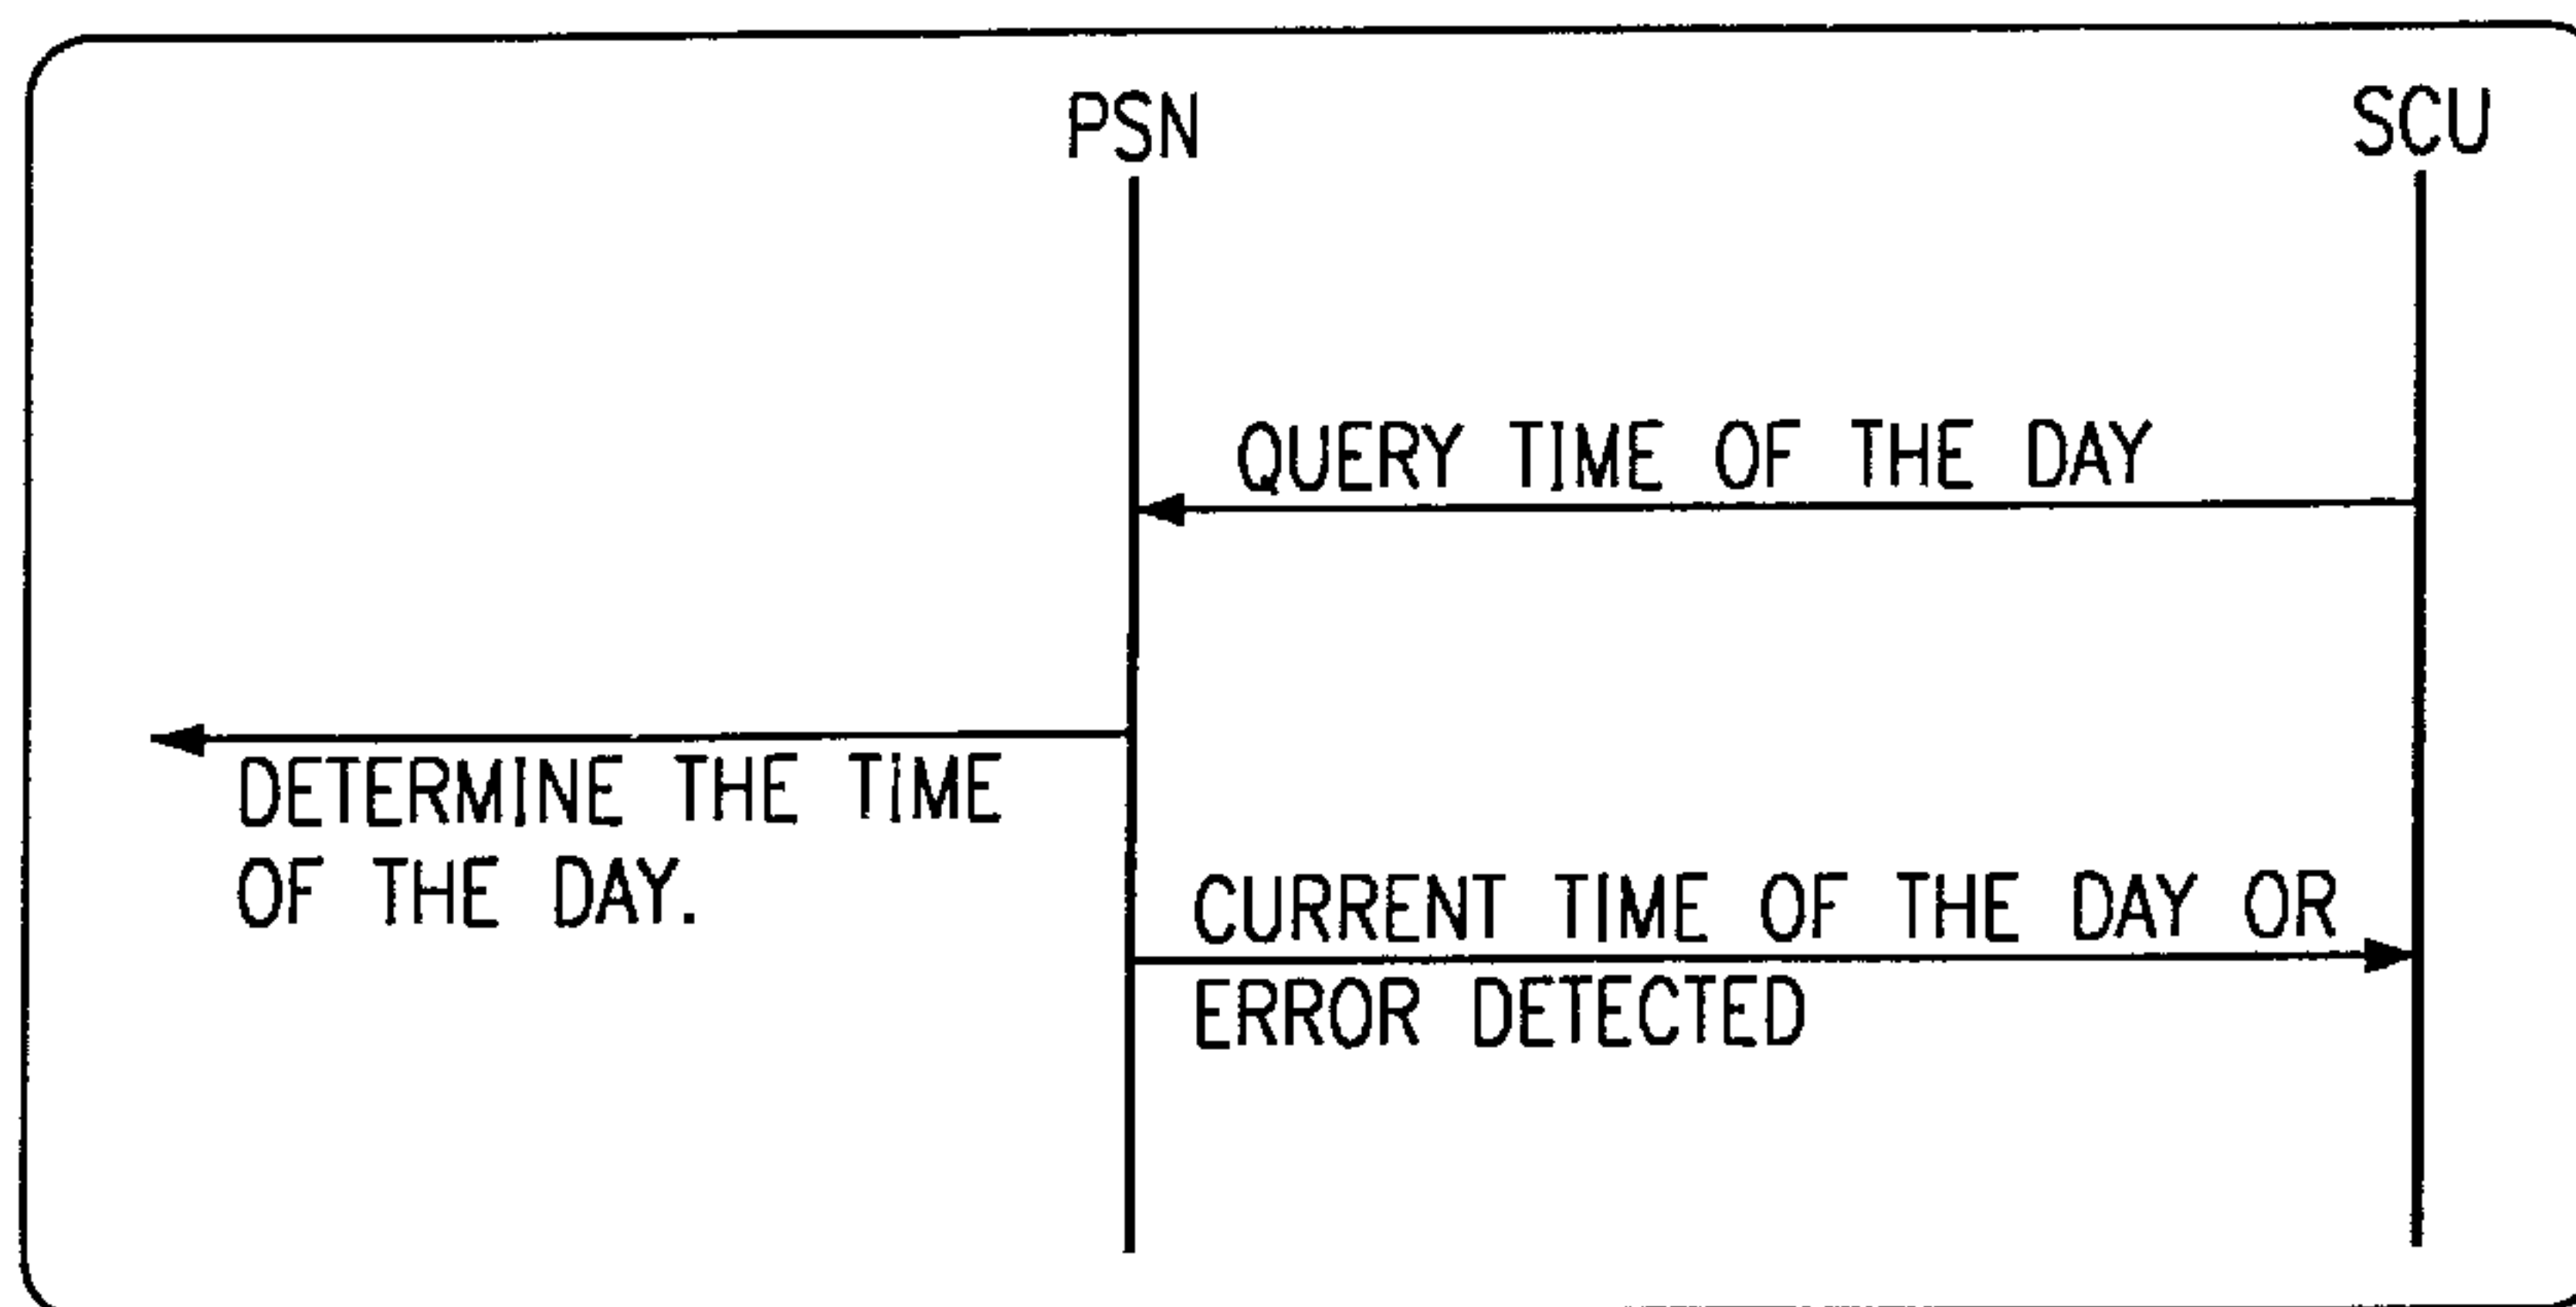 PSN
SCU
QUERY TIME OF THE DAY
DETERMINE THE TIME
OF THE DAY.
CURRENT TIME OF THE DAY OR
ERROR DETECTED